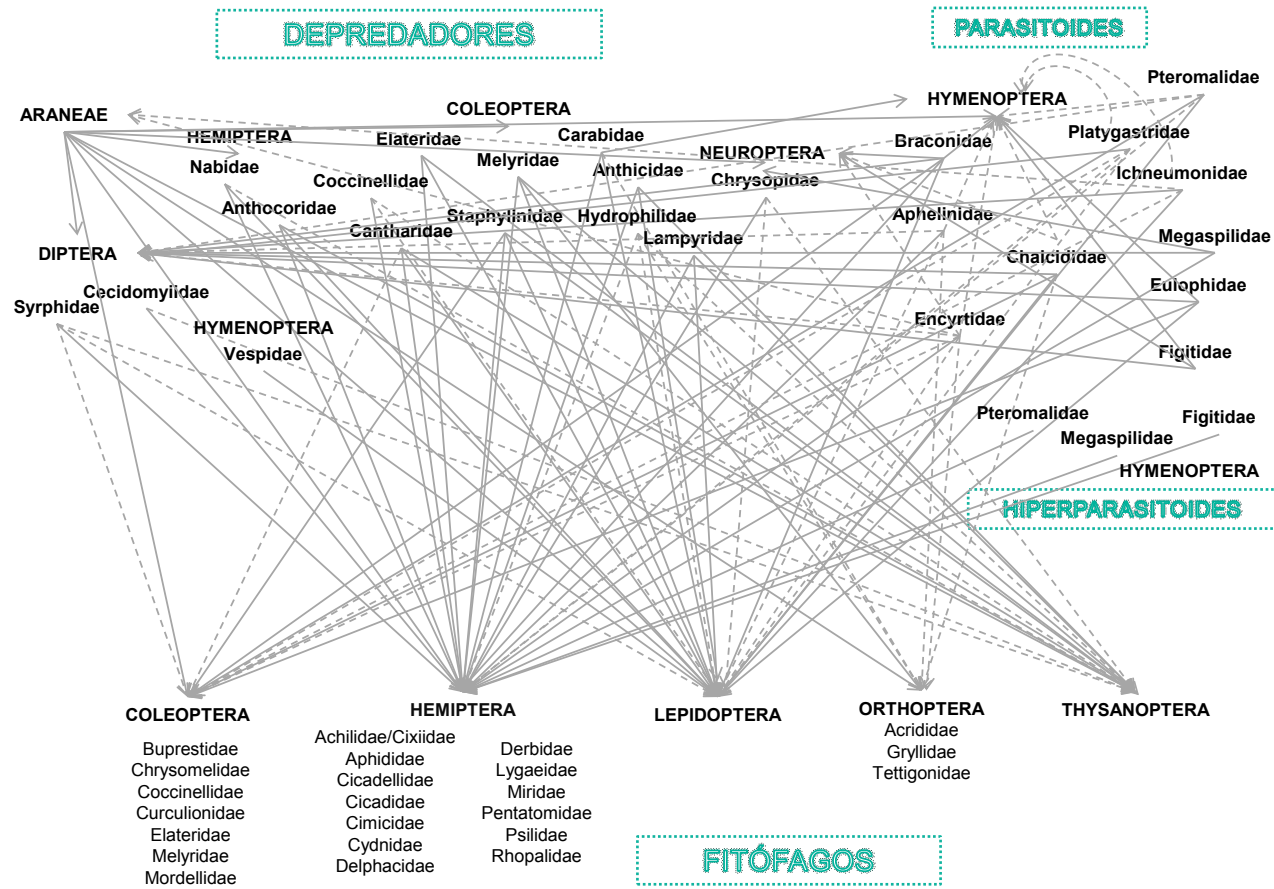 DEPREDADORES
PARASITOIDES
Pteromalidae
ARANEAE
COLEOPTERA
HYMENOPTERA
HEMIPTERA
Elateridae
Carabidae
Braconidae
Platygastridae
Nabidae
Melyridae
Anthicidae
NEUROPTERA
Ichneumonidae
Coccinellidae
Chrysopidae
Anthocoridae
Staphylinidae
Hydrophilidae
Aphelinidae
Cantharidae
Lampyridae
Megaspilidae
DIPTERA
Chalcididae
Cecidomyiidae
Eulophidae
Syrphidae
HYMENOPTERA
Encyrtidae
Vespidae
Figitidae
Pteromalidae
Figitidae
Megaspilidae
HYMENOPTERA
HIPERPARASITOIDES
COLEOPTERA
Buprestidae
Chrysomelidae
Coccinellidae
Curculionidae
Elateridae
Melyridae
Mordellidae
HEMIPTERA
Achilidae/Cixiidae
Aphididae
Cicadellidae
Cicadidae
Cimicidae
Cydnidae
Delphacidae
Derbidae
Lygaeidae
Miridae
Pentatomidae
Psilidae
Rhopalidae
LEPIDOPTERA
ORTHOPTERA
Acrididae
Gryllidae
Tettigonidae
THYSANOPTERA
FITÓFAGOS